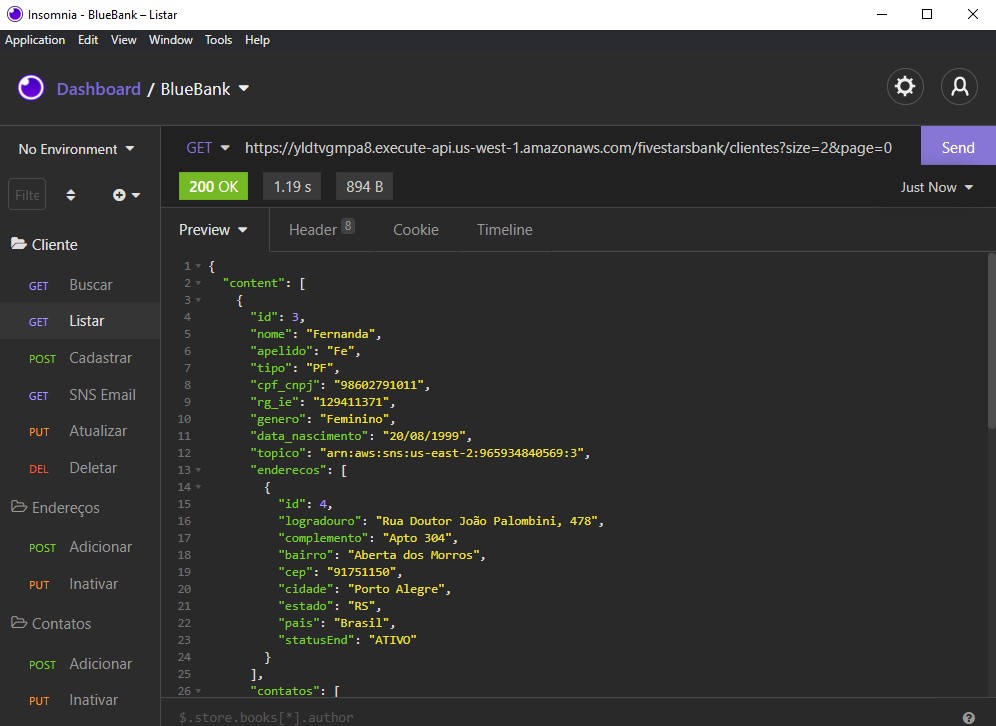 Insomnia - BlueBank – Listar
Application Edit View Window Tools Help
Dashboard / BlueBank
No Environment
GET https://yldtvgmpa8.execute-api.us-west-1.amazonaws.com/fivestarsbank/clientes?size=2&page=0 Send
200 OK 1.19 s 894 B Just Now
Filte
Preview Header 8 Cookie Timeline
Cliente
GET Buscar
GET Listar
POST Cadastrar
GET SNS Email
PUT Atualizar
DEL Deletar
Endereços
POST Adicionar
PUT Inativar
Contatos
POST Adicionar
PUT Inativar
1 {
2 "content": [
3 {
4 "id": 3,
5 "nome": "Fernanda",
6 "apelido": "Fe",
7 "tipo": "PF",
8 "cpf_cnpj": "98602791011",
9 "rg_ie": "129411371",
10 "genero": "Feminino",
11 "data_nascimento": "20/08/1999",
12 "topico": "arn:aws:sns:us-east-2:965934840569:3",
13 "enderecos": [
14 {
15 "id": 4,
16 "logradouro": "Rua Doutor João Palombini, 478",
17 "complemento": "Apto 304",
18 "bairro": "Aberta dos Morros",
19 "cep": "91751150",
20 "cidade": "Porto Alegre",
21 "estado": "RS",
22 "pais": "Brasil",
23 "statusEnd": "ATIVO"
24 }
25 ],
26 "contatos": [
$.store.books[*].author